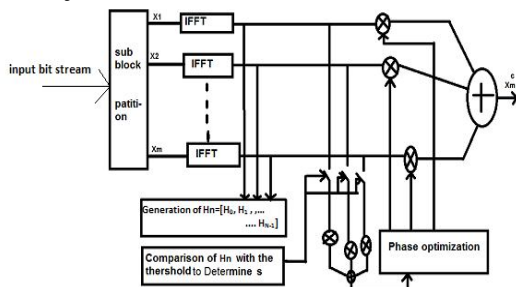 X1
IFFT
sub
block
X2
IFFT
input bit stream
c
Xm
patiti-
on
Xm
IFFT
Generation of Hn=[H0, H1 , ,...
.... HN-1]
Comparison of Hn with the
thershold to Determine s
Phase optimization